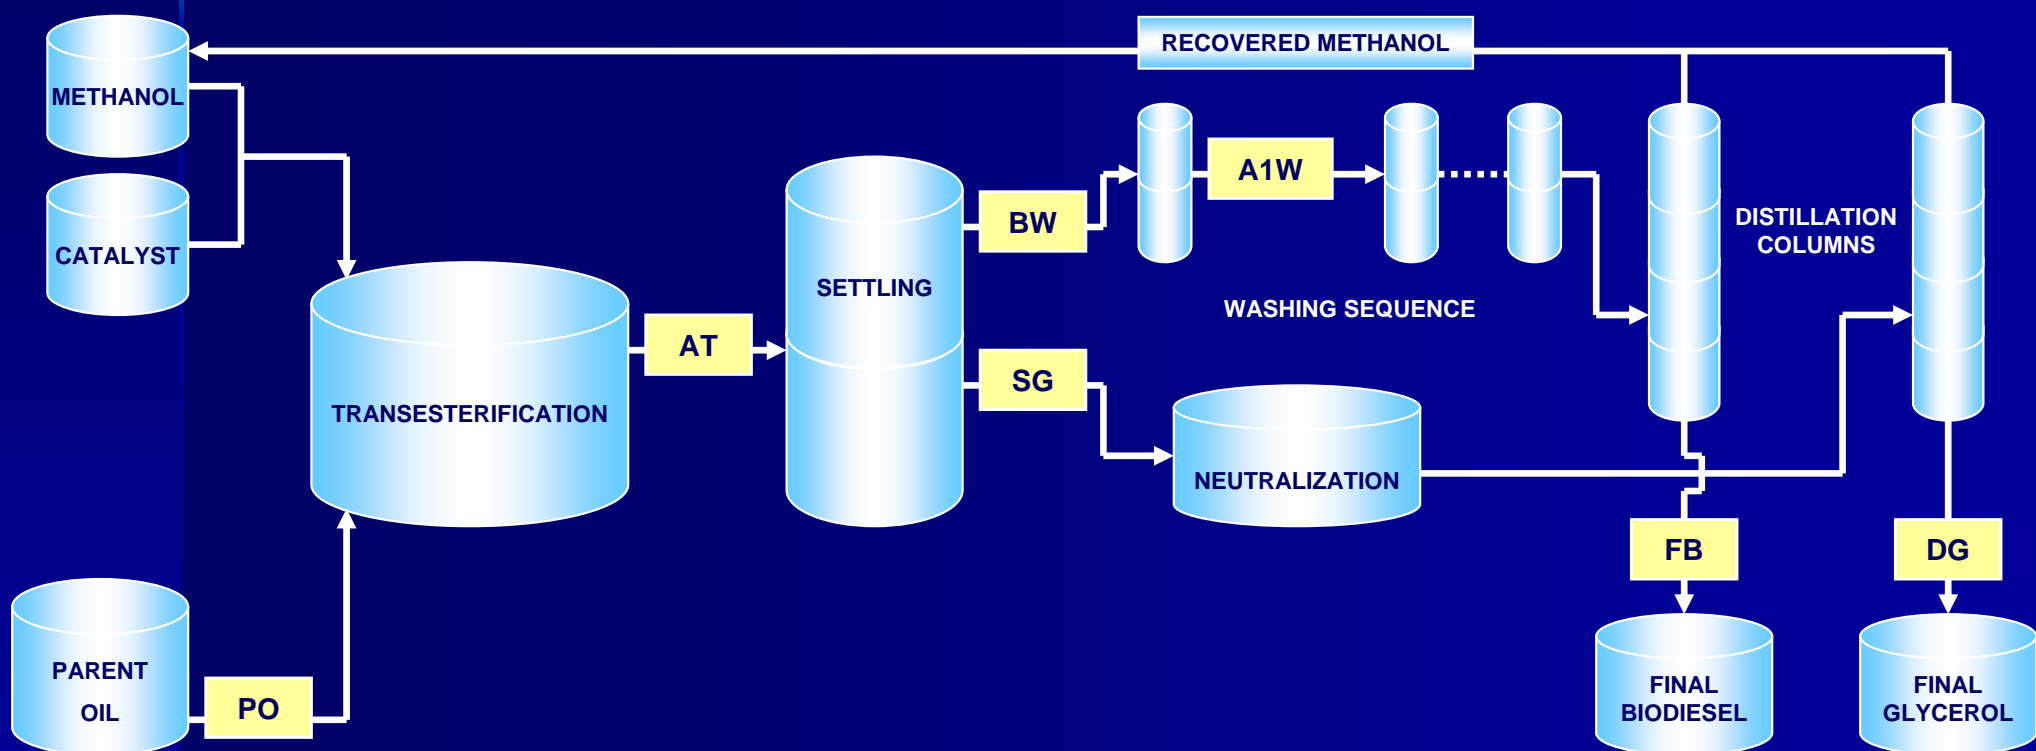 RECOVERED METHANOL
METHANOL
CATALYST
A1W
BW
DISTILLATION
COLUMNS
SETTLING
WASHING SEQUENCE
AT
SG
TRANSESTERIFICATION
NEUTRALIZATION
FB
DG
PARENT
OIL
PO
FINAL
BIODIESEL
FINAL
GLYCEROL